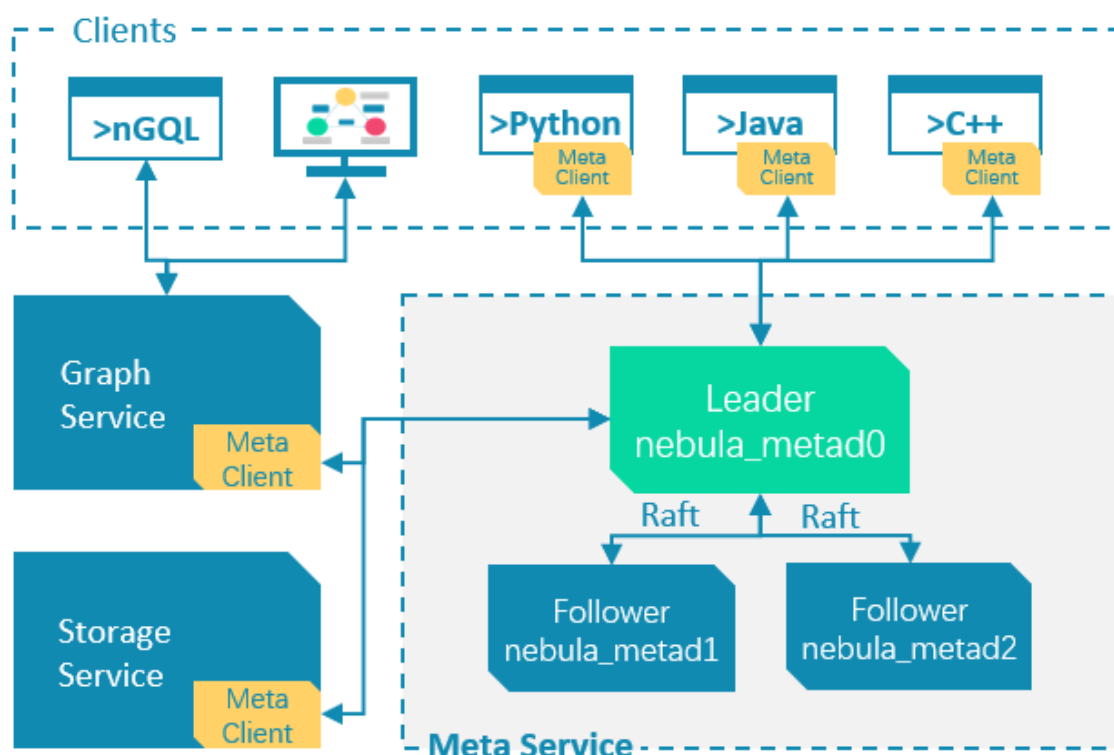 Clients
>nGQL
>Python
Meta
Client
>Java
Meta
Client
>C++
Meta
Client
Graph
Service
Meta
Client
Leader
nebula_metad0
Raft
Raft
Follower
nebula_metad1
Follower
nebula_metad2
Storage
Service
Meta
Client
Meta Service